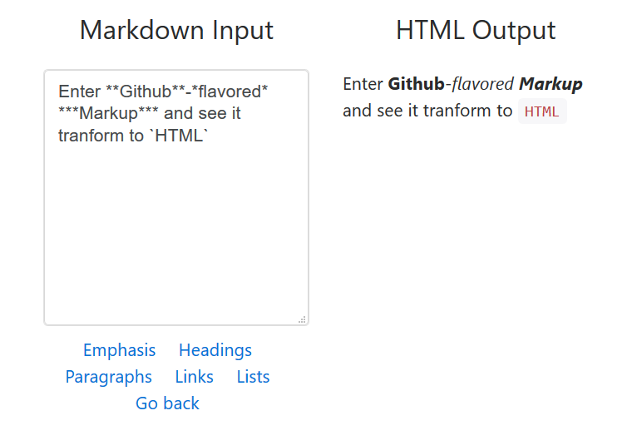 Markdown Input
Enter **Github**-*flavored*
***Markup*** and see it
tranform to `HTML`
Emphasis Headings
Paragraphs Links Lists
Go back
HTML Output
Enter Github-flavored Markup
and see it tranform to HTML